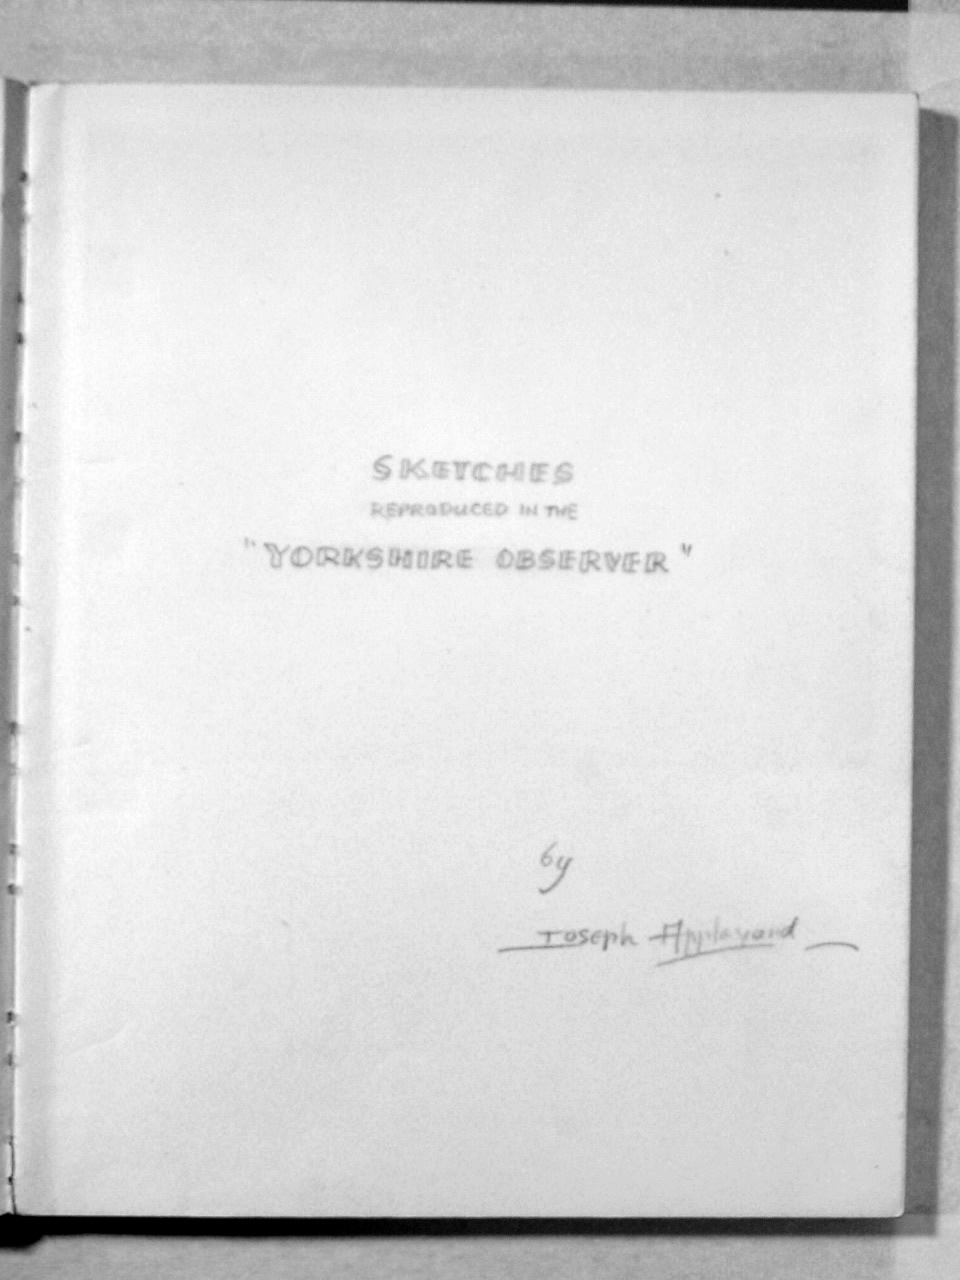 SKETCHES
REPRODUCED IN THE
"YORKSHIRE OBSERVER"
by
Joseph Appleyard